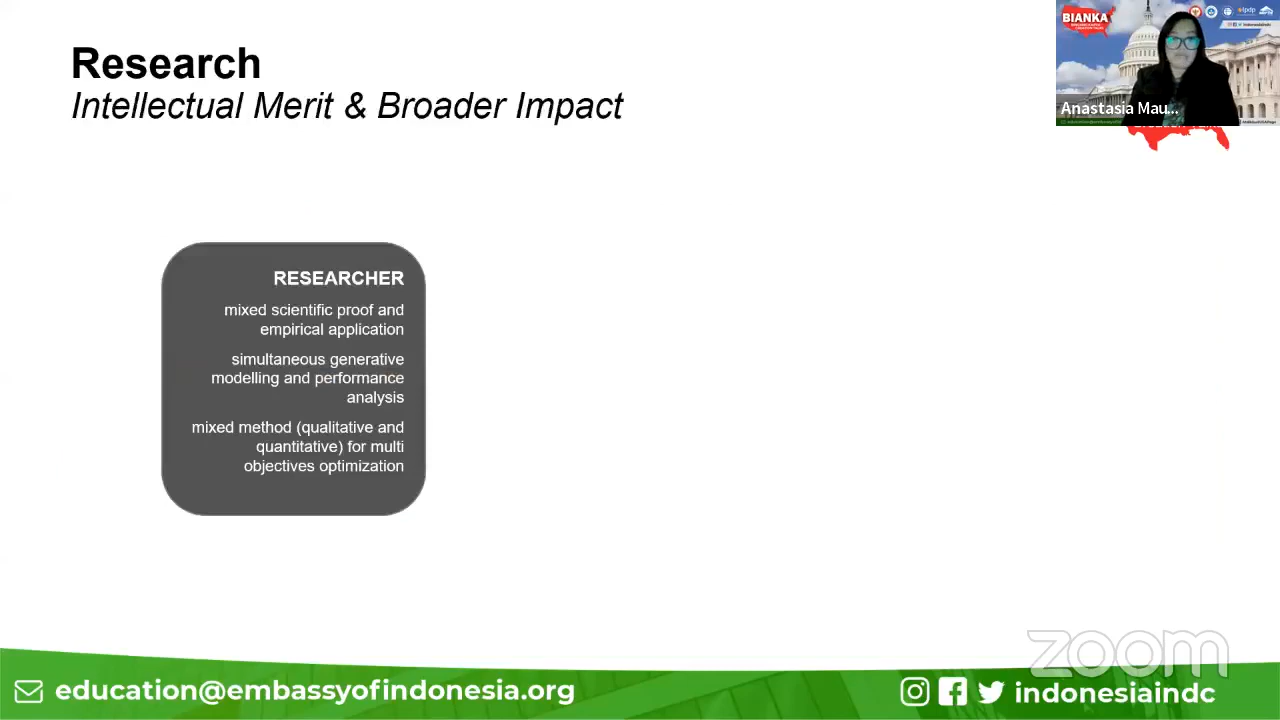 Research
Intellectual Merit & Broader Impact
BIANKA
lpdp
Anastasia Mau...
RESEARCHER
mixed scientific proof and
empirical application
simultaneous generative
modelling and performance
analysis
mixed method (qualitative and
quantitative) for multi
objectives optimization
zoom
education@embassyofindonesia.org
indonesiaindc